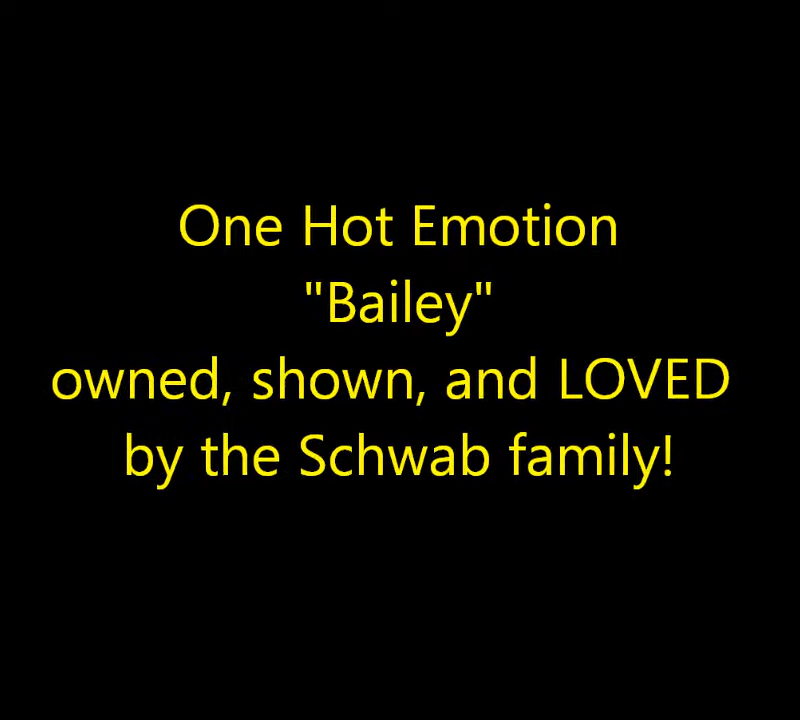 One Hot Emotion
"Bailey"
owned, shown, and LOVED
by the Schwab family!